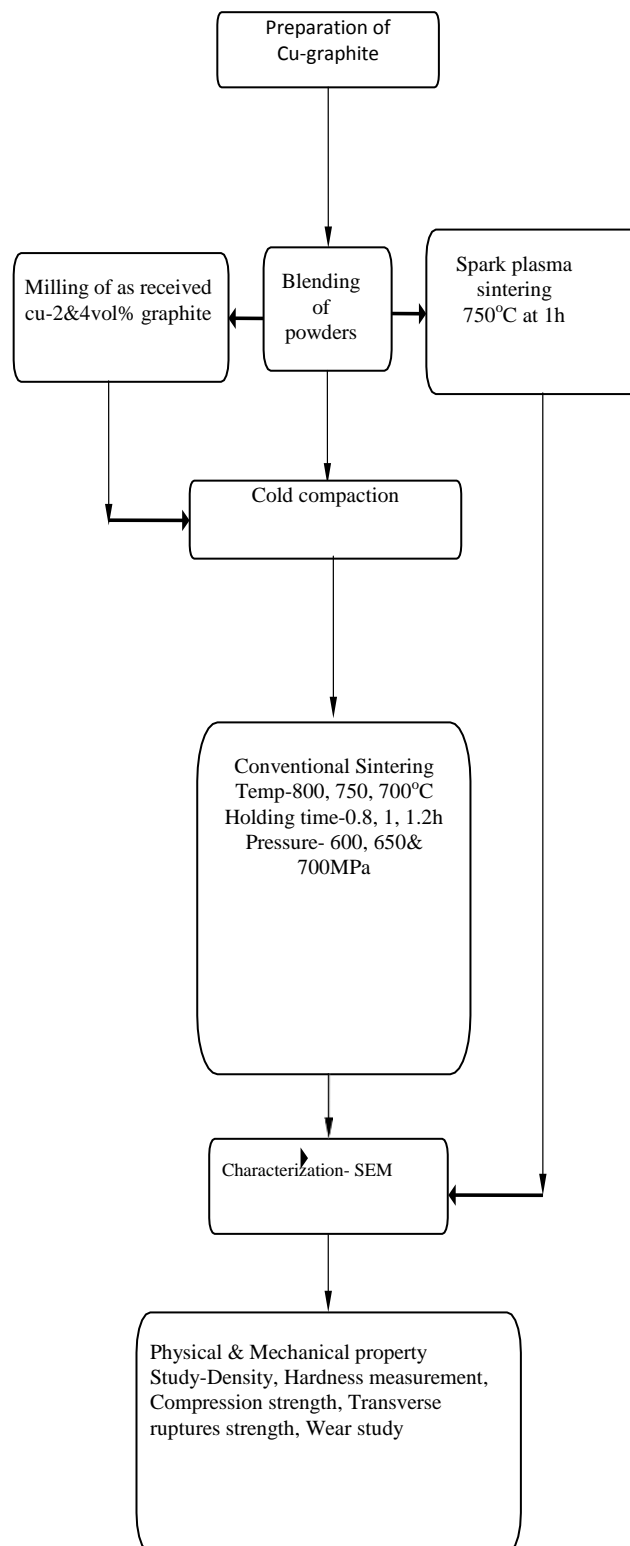 Preparation of
Cu-graphite
Milling of as received
cu-2&4vol% graphite
Blending
of
powders
Spark plasma
sintering
750°C at 1h
Cold compaction
Conventional Sintering
Temp-800, 750, 700°C
Holding time-0.8, 1, 1.2h
Pressure- 600, 650&
700MPa
Characterization- SEM
Physical & Mechanical property
Study-Density, Hardness measurement,
Compression strength, Transverse
ruptures strength, Wear study